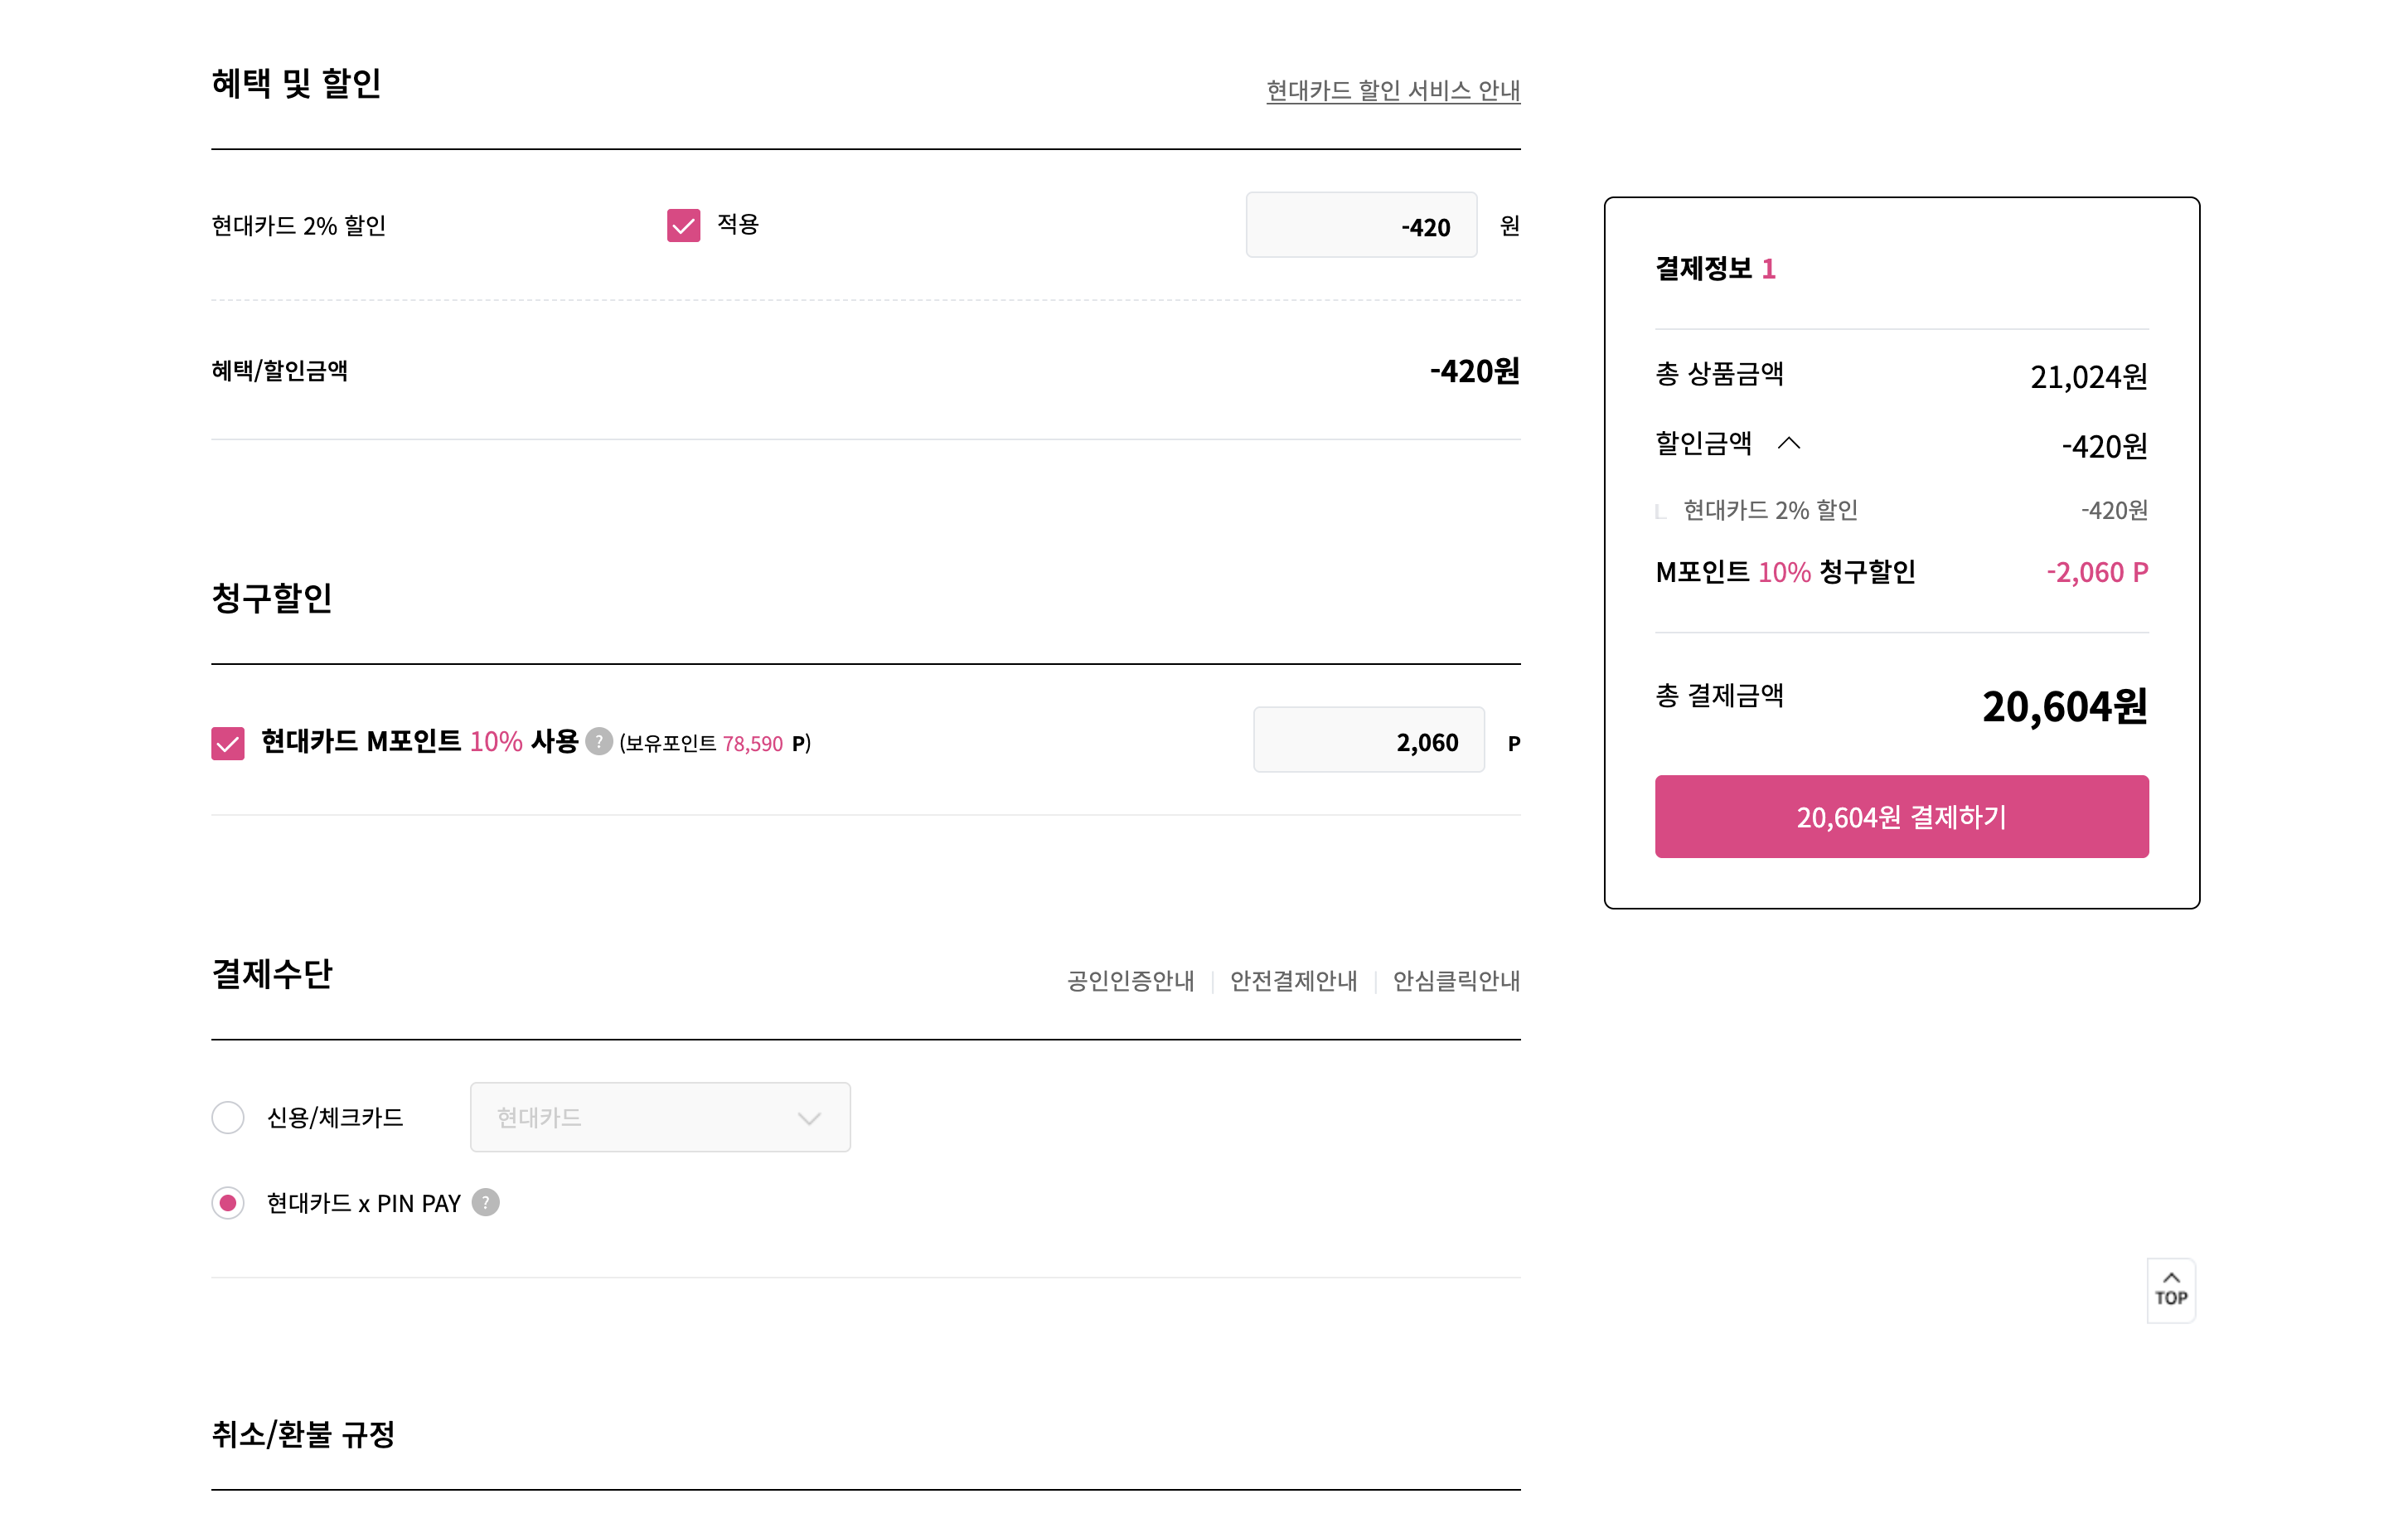 혜택 및 할인
현대카드 할인 서비스 안내
현대카드 2% 할인
적용
-420 원
혜택/할인금액
-420원
청구할인
현대카드 M포인트 10% 사용 ? (보유포인트 78,590 P)
2,060 P
결제수단
공인인증안내 | 안전결제안내 | 안심클릭안내
신용/체크카드
현대카드
현대카드 x PIN PAY ?
취소/환불 규정
결제정보 1
총 상품금액 21,024원
할인금액 -420원
현대카드 2% 할인 -420원
M포인트 10% 청구할인 -2,060 P
총 결제금액 20,604원
20,604원 결제하기
TOP